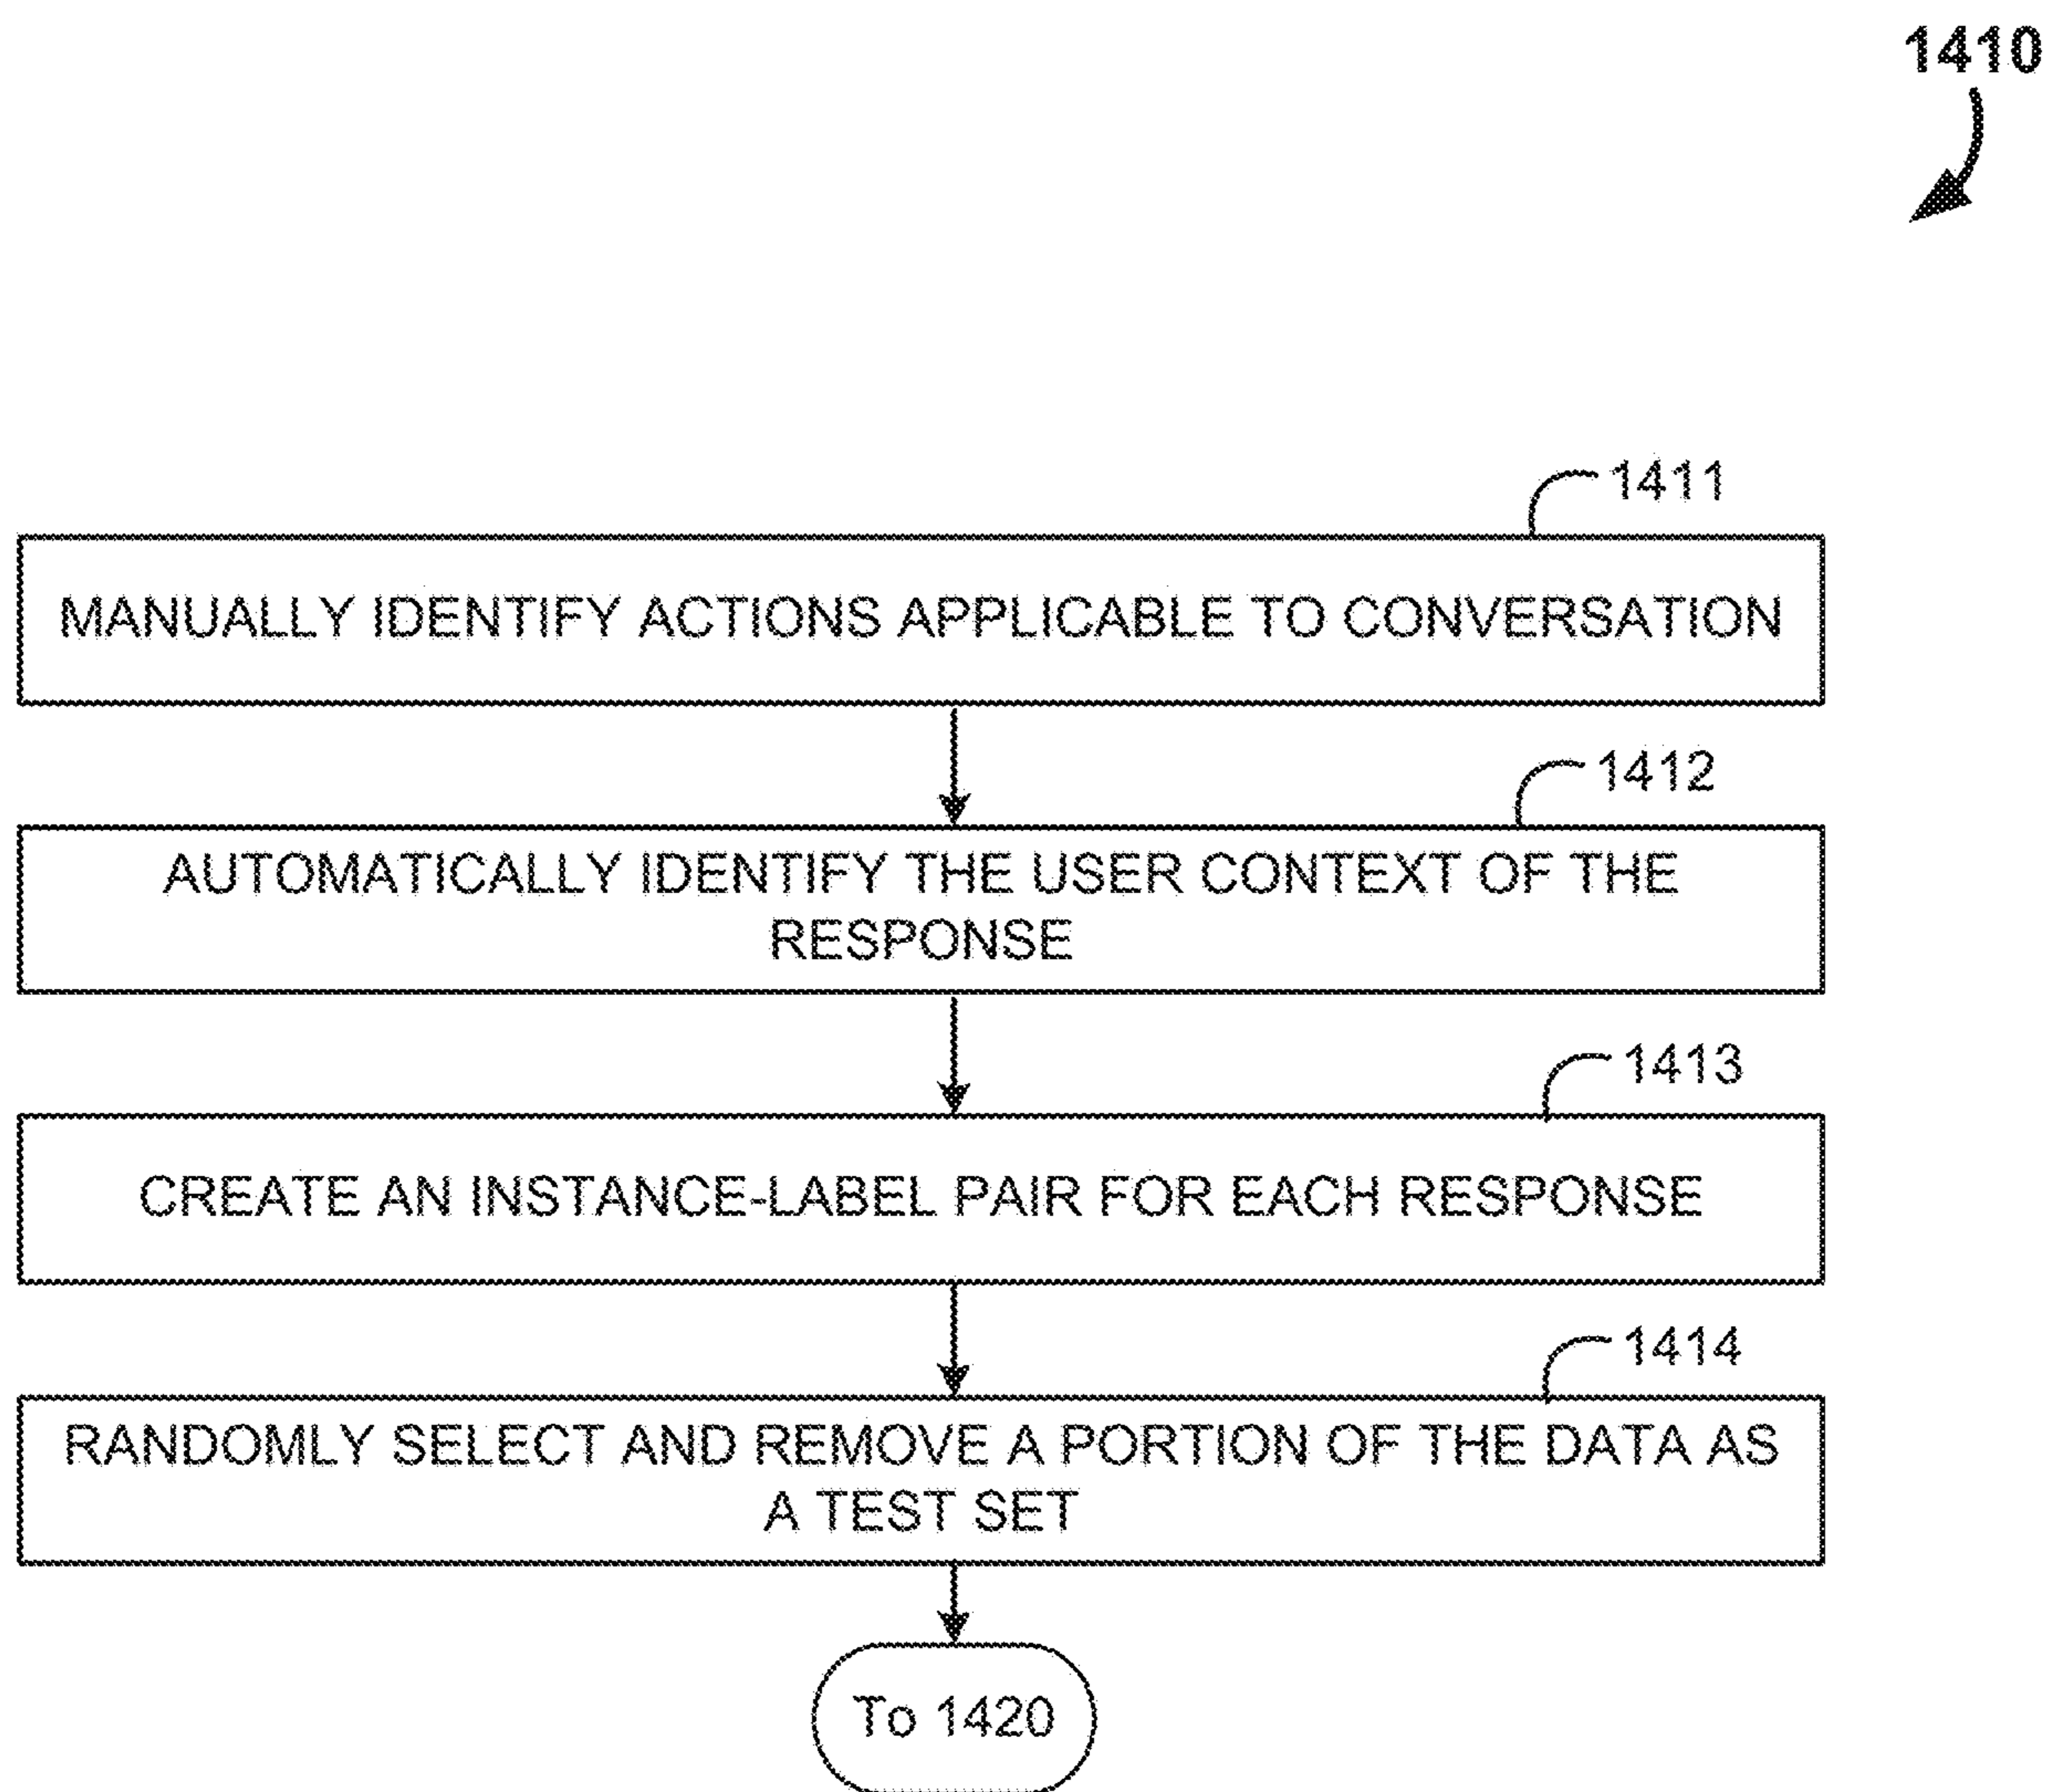 1410
1411
MANUALLY IDENTIFY ACTIONS APPLICABLE TO CONVERSATION
1412
AUTOMATICALLY IDENTIFY THE USER CONTEXT OF THE
RESPONSE
1413
CREATE AN INSTANCE-LABEL PAIR FOR EACH RESPONSE
1414
RANDOMLY SELECT AND REMOVE A PORTION OF THE DATA AS
A TEST SET
To 1420